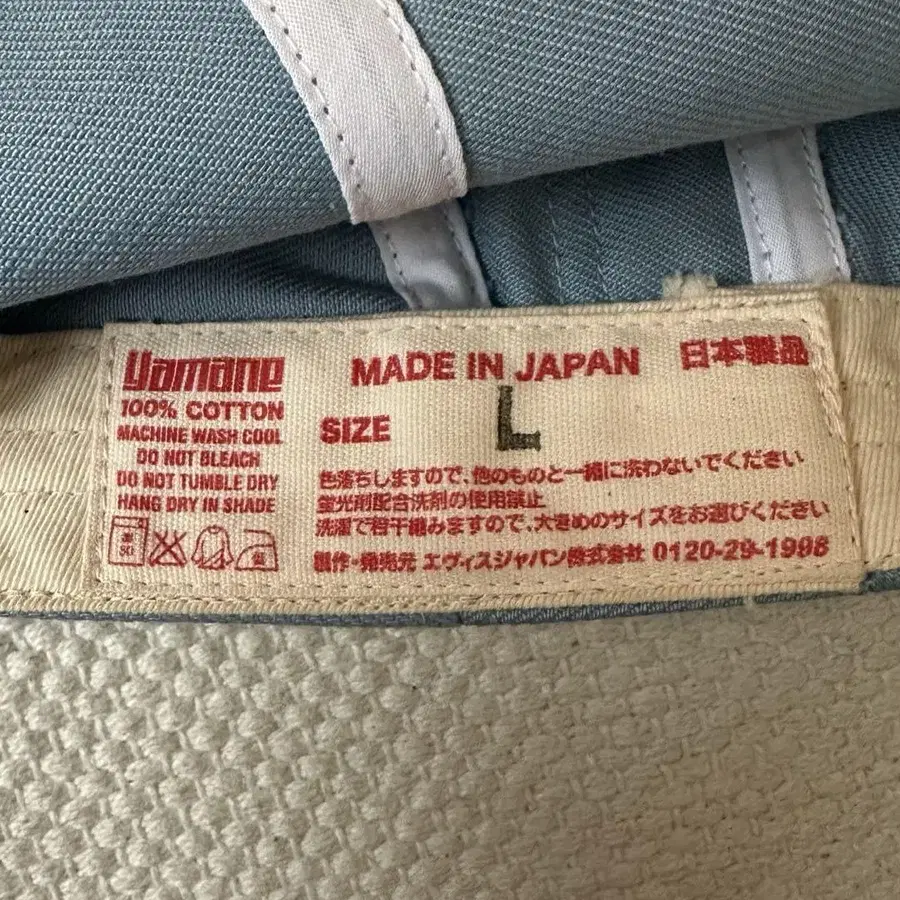 yamane
100% COTTON
MACHINE WASH COOL
DO NOT BLEACH
DO NOT TUMBLE DRY
HANG DRY IN SHADE
MADE IN JAPAN 日本製品
SIZE L
色落ちしますので、他のものと一緒に洗わないでください
蛍光剤配合洗剤の使用禁止
洗濯で若干縮みますので、大きめのサイズをお選びください
製作・発売元 エヴィスジャパン株式会社 0120-29-1998